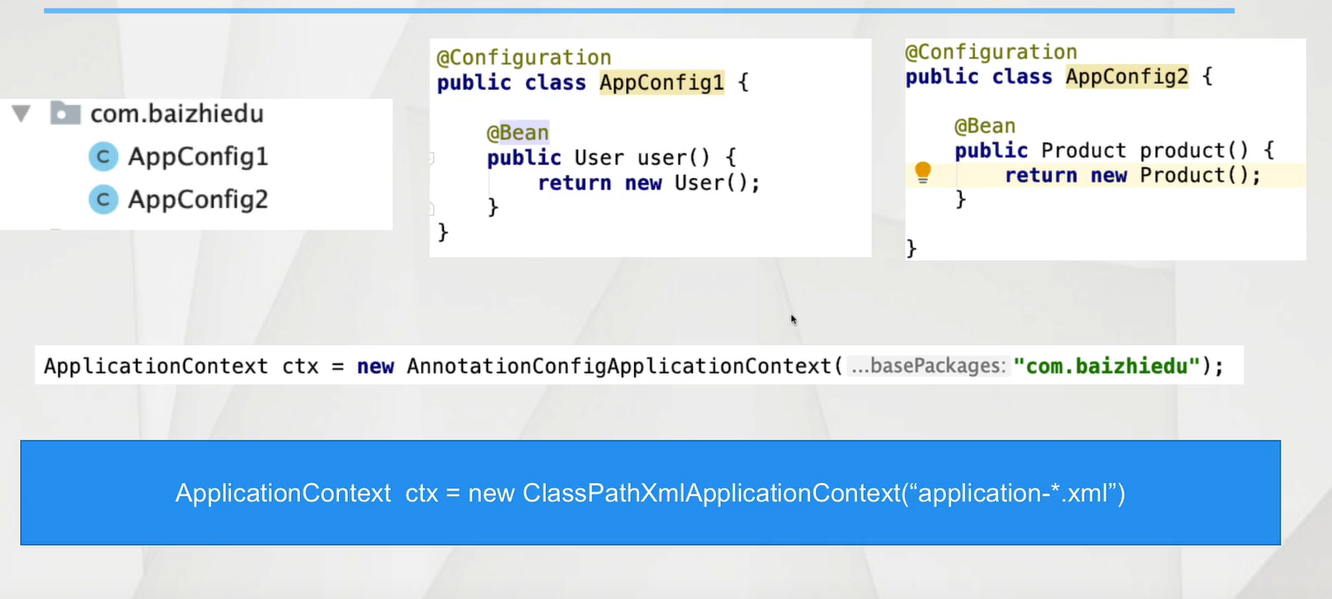 com.baizhiedu
C AppConfig1
C AppConfig2
@Configuration
public class AppConfig1 {
@Bean
public User user() {
return new User();
}
}
@Configuration
public class AppConfig2 {
@Bean
public Product product() {
return new Product();
}
}
ApplicationContext ctx = new AnnotationConfigApplicationContext( ...basePackages: "com.baizhiedu");
ApplicationContext ctx = new ClassPathXmlApplicationContext(“application-*.xml”)